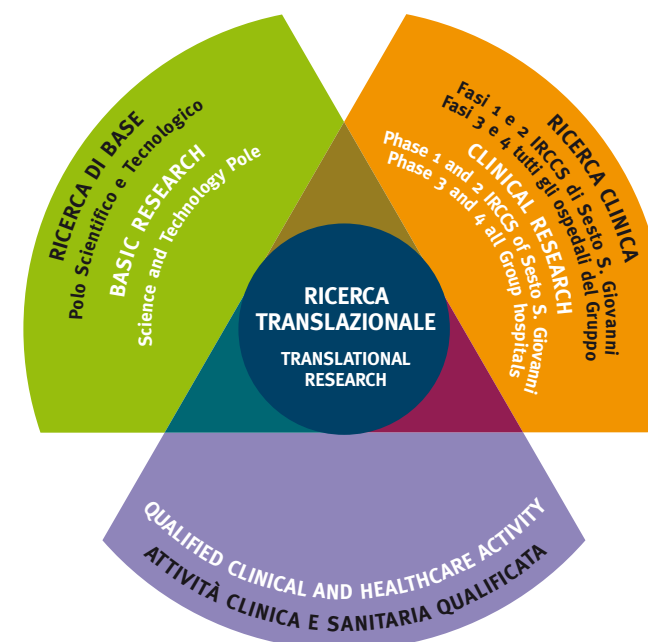 RICERCA DI BASE
Polo Scientifico e Tecnologico
BASIC RESEARCH
Science and Technology Pole
RICERCA CLINICA
Fasi 1 e 2 IRCCS di Sesto S. Giovanni
Fasi 3 e 4 tutti gli ospedali del Gruppo
CLINICAL RESEARCH
Phase 1 and 2 IRCCS of Sesto S. Giovanni
Phase 3 and 4 all Group hospitals
RICERCA
TRANSLAZIONALE
TRANSLATIONAL
RESEARCH
QUALIFIED CLINICAL AND HEALTHCARE ACTIVITY
ATTIVITÀ CLINICA E SANITARIA QUALIFICATA